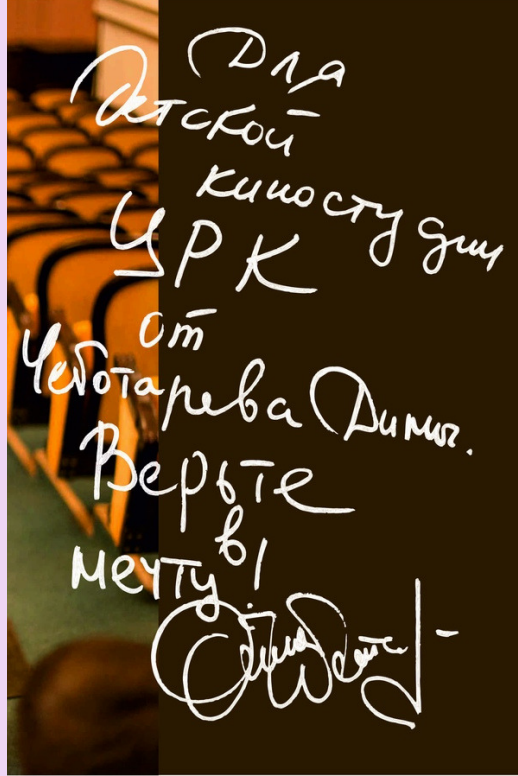 Для
Детской
киностудии
ЦРК
от
Чеботарева Димы.
Верьте
в
мечту!